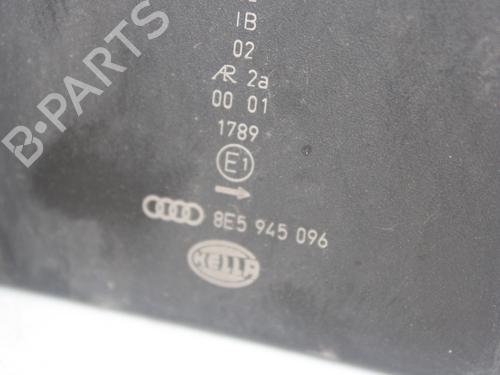 B-PARTS
IB
02
AR 2a
00 01
1789
E1
8E5 945 096
HELLA